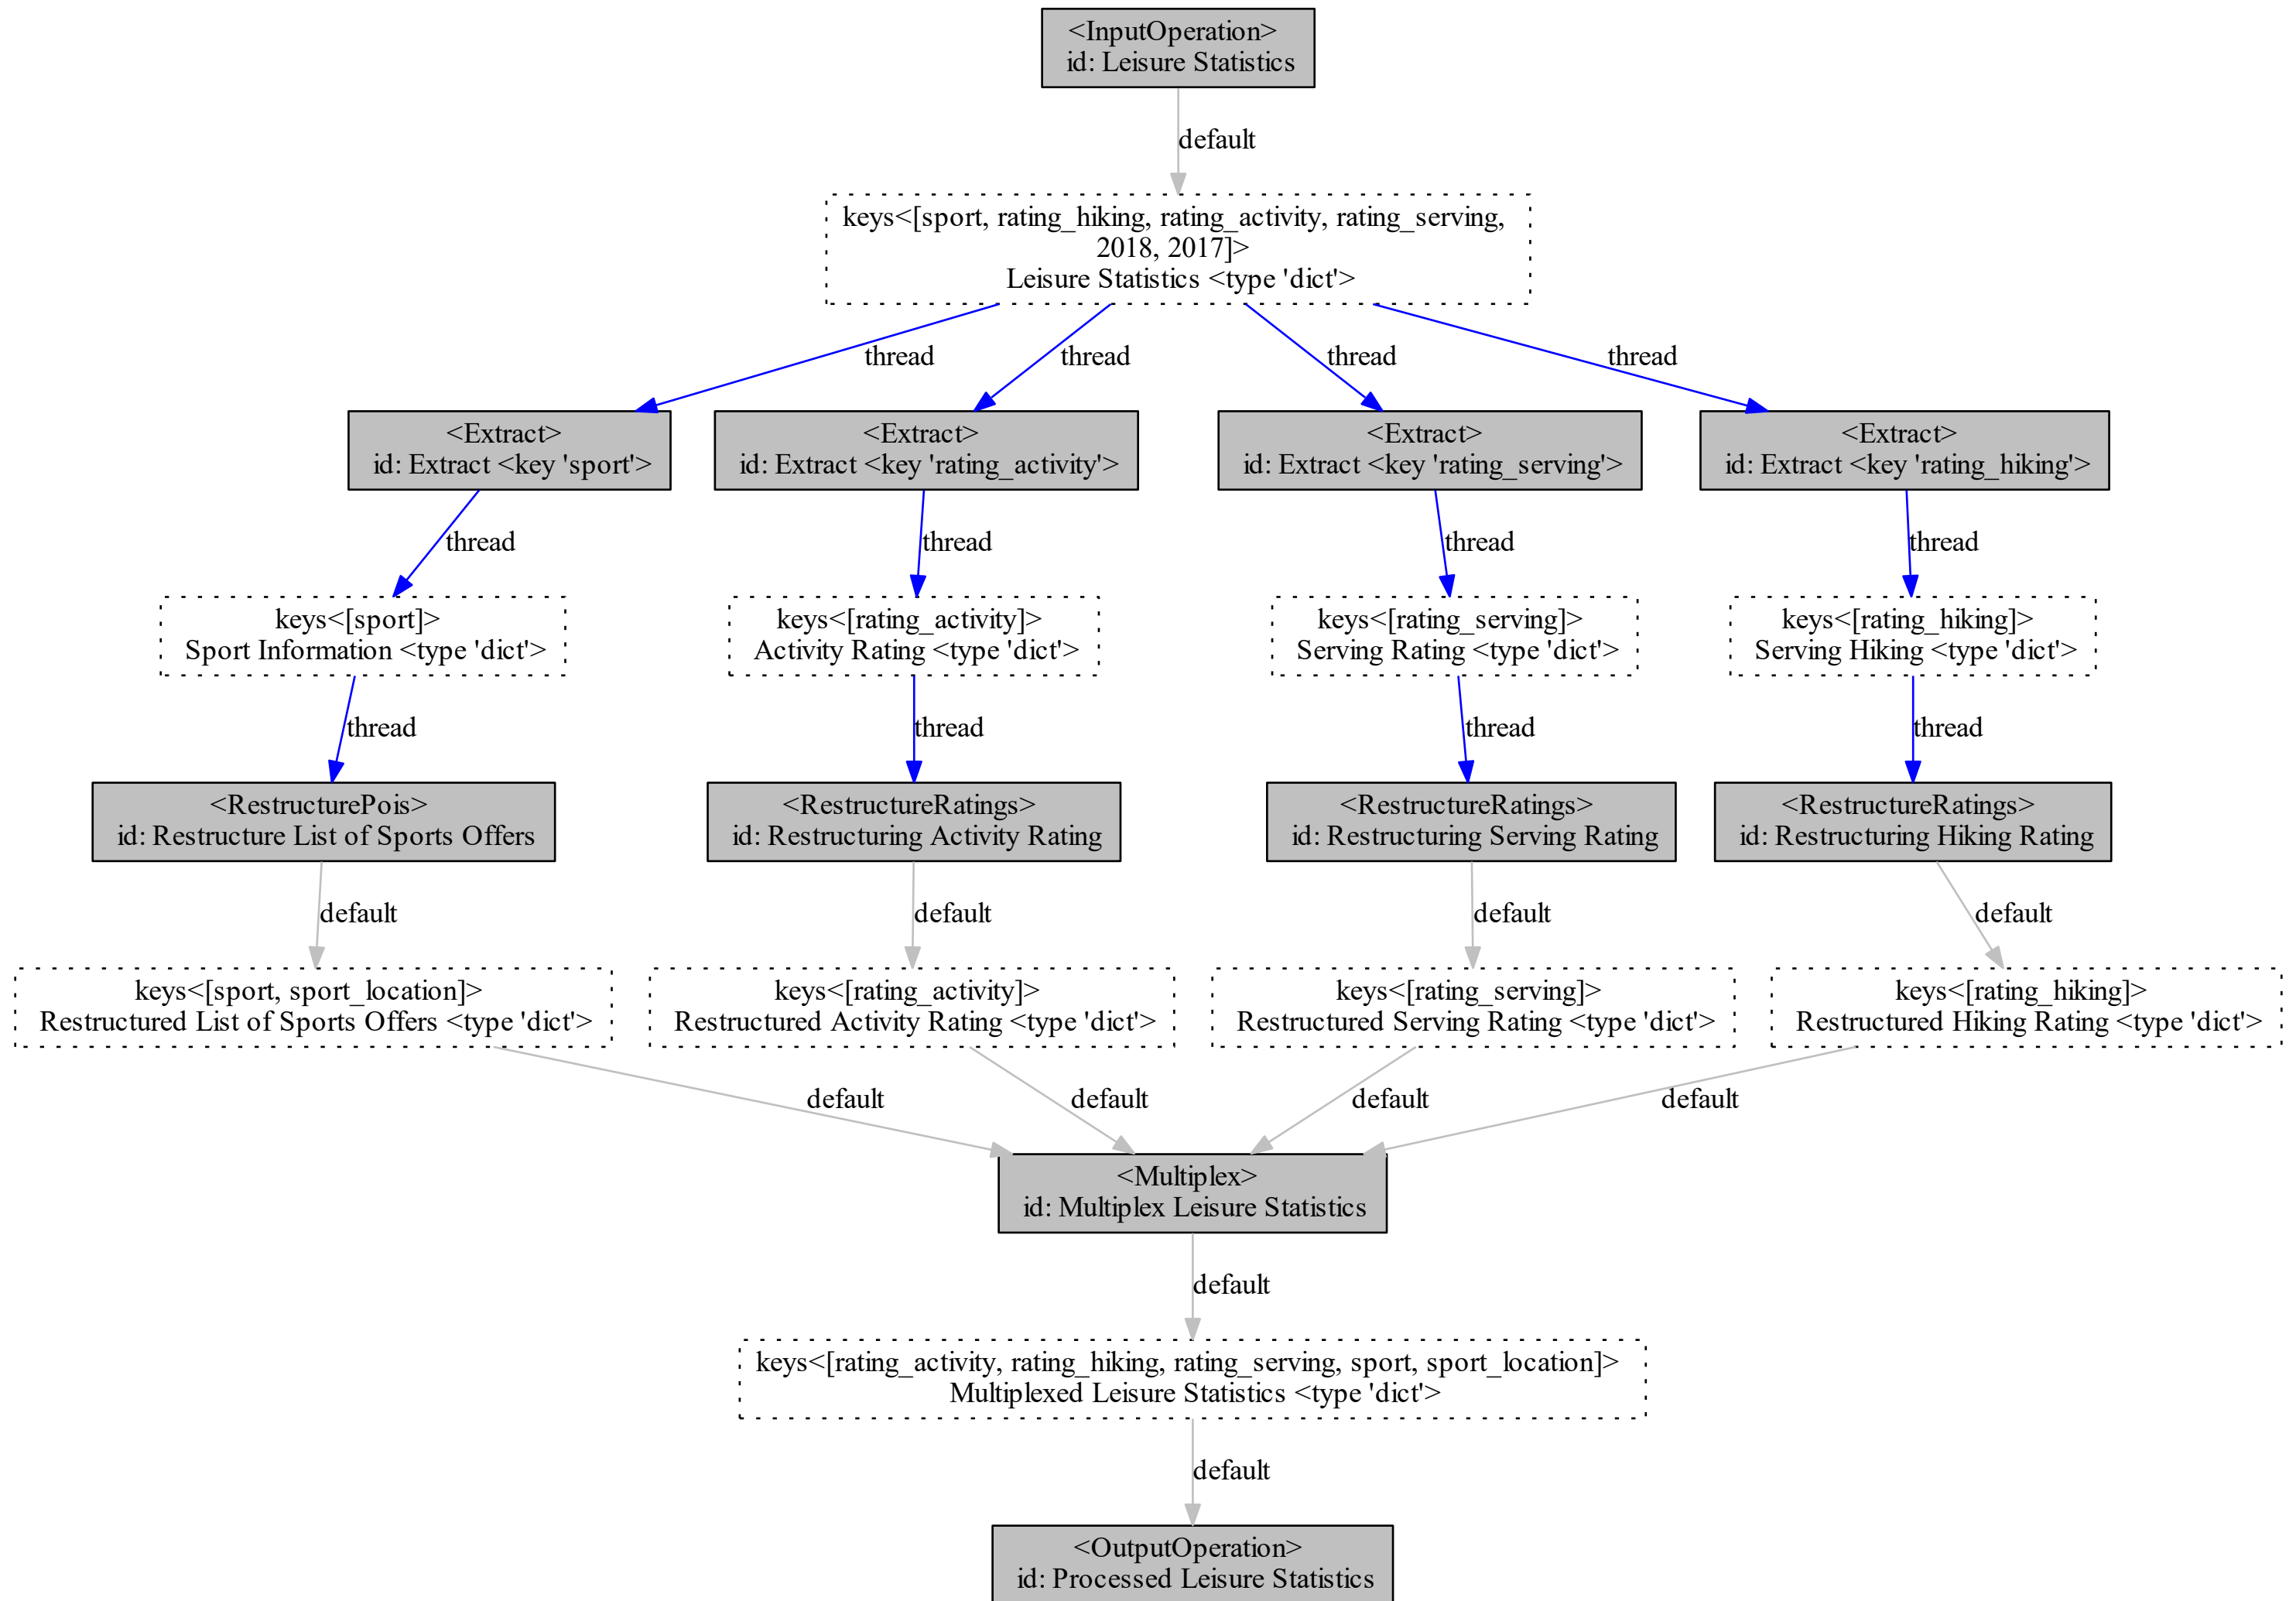 <InputOperation>
id: Leisure Statistics
default
keys<[sport, rating_hiking, rating_activity, rating_serving,
2018, 2017]>
Leisure Statistics <type 'dict'>
thread
thread
thread
thread
<Extract>
id: Extract <key 'sport'>
<Extract>
id: Extract <key 'rating_activity'>
<Extract>
id: Extract <key 'rating_serving'>
<Extract>
id: Extract <key 'rating_hiking'>
thread
thread
thread
thread
keys<[sport]>
Sport Information <type 'dict'>
keys<[rating_activity]>
Activity Rating <type 'dict'>
keys<[rating_serving]>
Serving Rating <type 'dict'>
keys<[rating_hiking]>
Serving Hiking <type 'dict'>
thread
thread
thread
thread
<RestructurePois>
id: Restructure List of Sports Offers
<RestructureRatings>
id: Restructuring Activity Rating
<RestructureRatings>
id: Restructuring Serving Rating
<RestructureRatings>
id: Restructuring Hiking Rating
default
default
default
default
keys<[sport, sport_location]>
Restructured List of Sports Offers <type 'dict'>
keys<[rating_activity]>
Restructured Activity Rating <type 'dict'>
keys<[rating_serving]>
Restructured Serving Rating <type 'dict'>
keys<[rating_hiking]>
Restructured Hiking Rating <type 'dict'>
default
default
default
default
<Multiplex>
id: Multiplex Leisure Statistics
default
keys<[rating_activity, rating_hiking, rating_serving, sport, sport_location]>
Multiplexed Leisure Statistics <type 'dict'>
default
<OutputOperation>
id: Processed Leisure Statistics